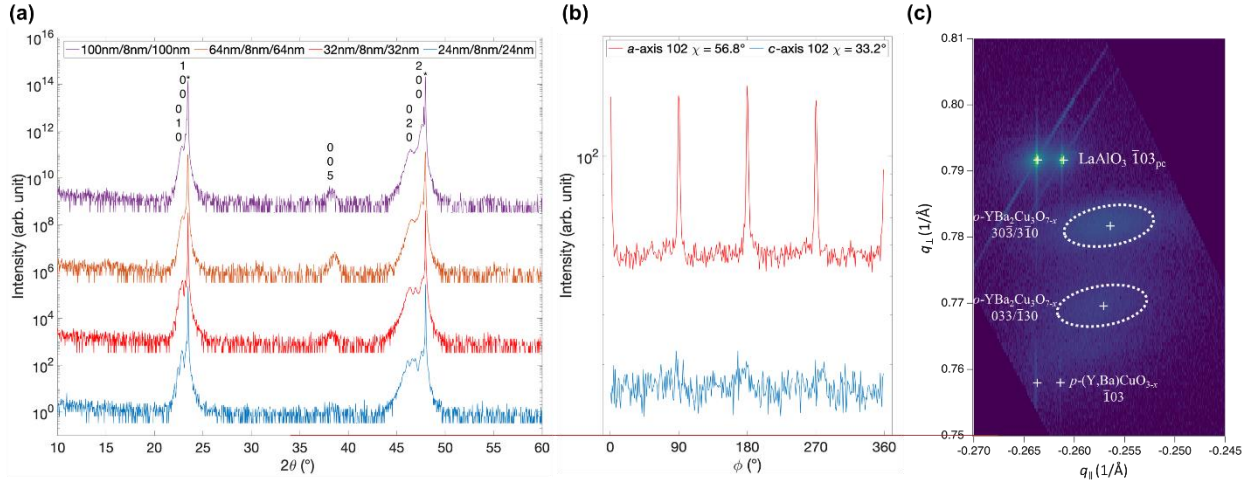 (a)
100nm/8nm/100nm 64nm/8nm/64nm 32nm/8nm/32nm 24nm/8nm/24nm
10^16
10^14
10^12
10^10
10^8
10^6
10^4
10^2
10^0
Intensity (arb. unit)
1 0 0
0 1 0
0 0 5
2 0 0
0 2 0
*
*
10 15 20 25 30 35 40 45 50 55 60
2θ (°)
(b)
a-axis 102 χ = 56.8° c-axis 102 χ = 33.2°
10^2
Intensity (arb. unit)
0 90 180 270 360
ϕ (°)
(c)
0.81
0.80
0.79
0.78
0.77
0.76
0.75
q⊥ (1/Å)
LaAlO₃ 1̅03pc
o-YBa₂Cu₃O₇₋ₓ
303̅/31̅0
o-YBa₂Cu₃O₇₋ₓ
033/1̅30
p-(Y,Ba)CuO₃₋ₓ
1̅03
-0.270 -0.265 -0.260 -0.255 -0.250 -0.245
q∥ (1/Å)